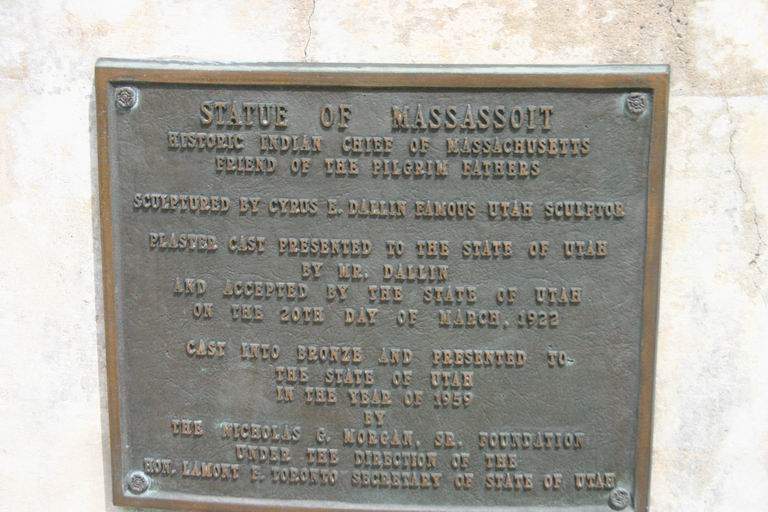 STATUE OF MASSASSOIT
HISTORIC INDIAN CHIEF OF MASSACHUSETTS
FRIEND OF THE PILGRIM FATHERS
SCULPTURED BY CYRUS E. DALLIN FAMOUS UTAH SCULPTOR
PLASTER CAST PRESENTED TO THE STATE OF UTAH
BY MR. DALLIN
AND ACCEPTED BY THE STATE OF UTAH
ON THE 20TH DAY OF MARCH, 1922
CAST INTO BRONZE AND PRESENTED TO
THE STATE OF UTAH
IN THE YEAR OF 1959
BY
THE NICHOLAS G. MORGAN, SR. FOUNDATION
UNDER THE DIRECTION OF THE
HON. LAMONT F. TORONTO SECRETARY OF STATE OF UTAH